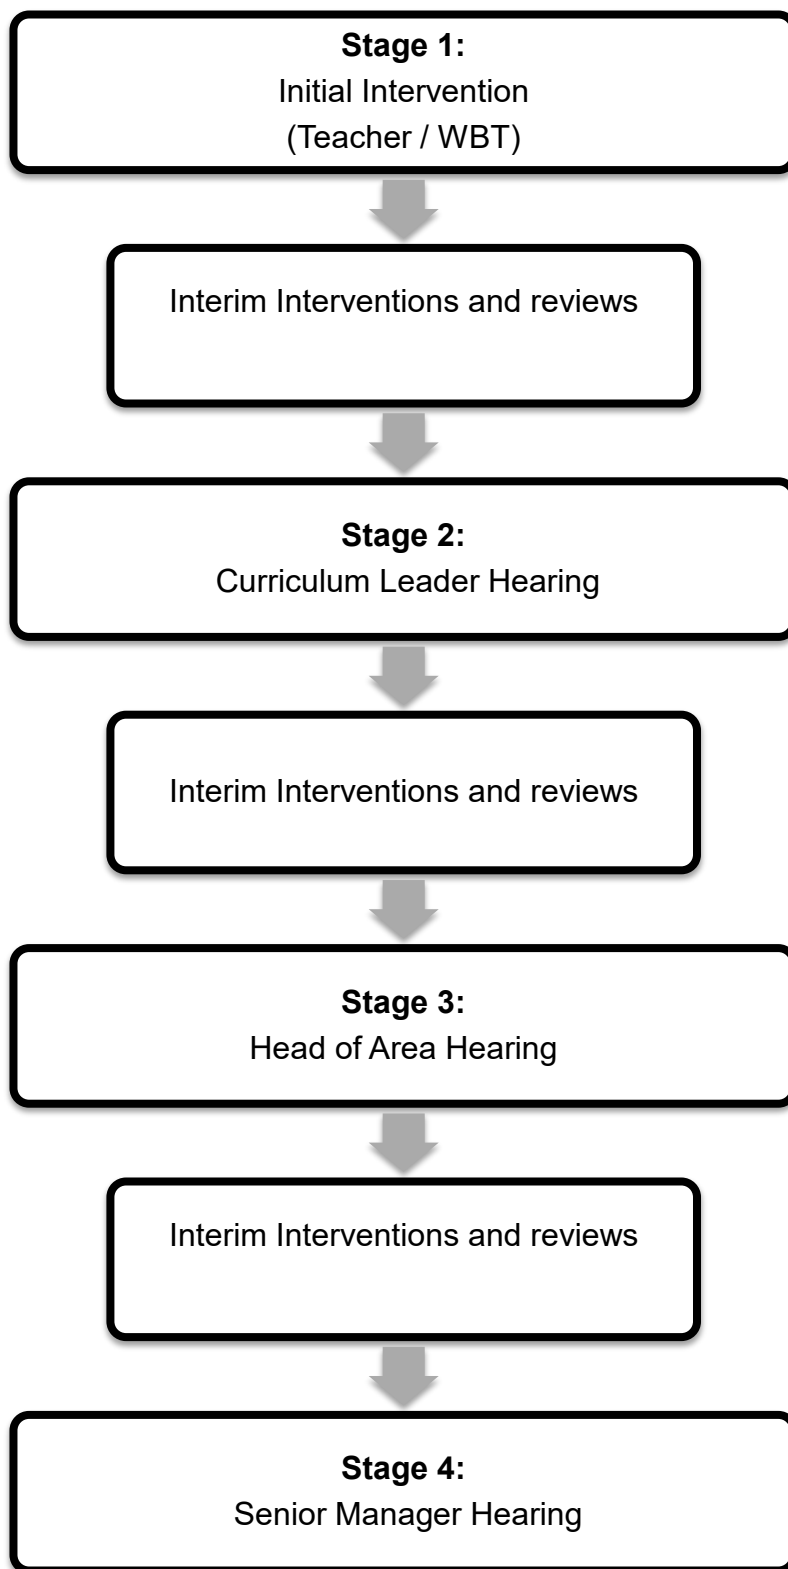 Stage 1:
Initial Intervention
(Teacher / WBT)
Interim Interventions and reviews
Stage 2:
Curriculum Leader Hearing
Interim Interventions and reviews
Stage 3:
Head of Area Hearing
Interim Interventions and reviews
Stage 4:
Senior Manager Hearing